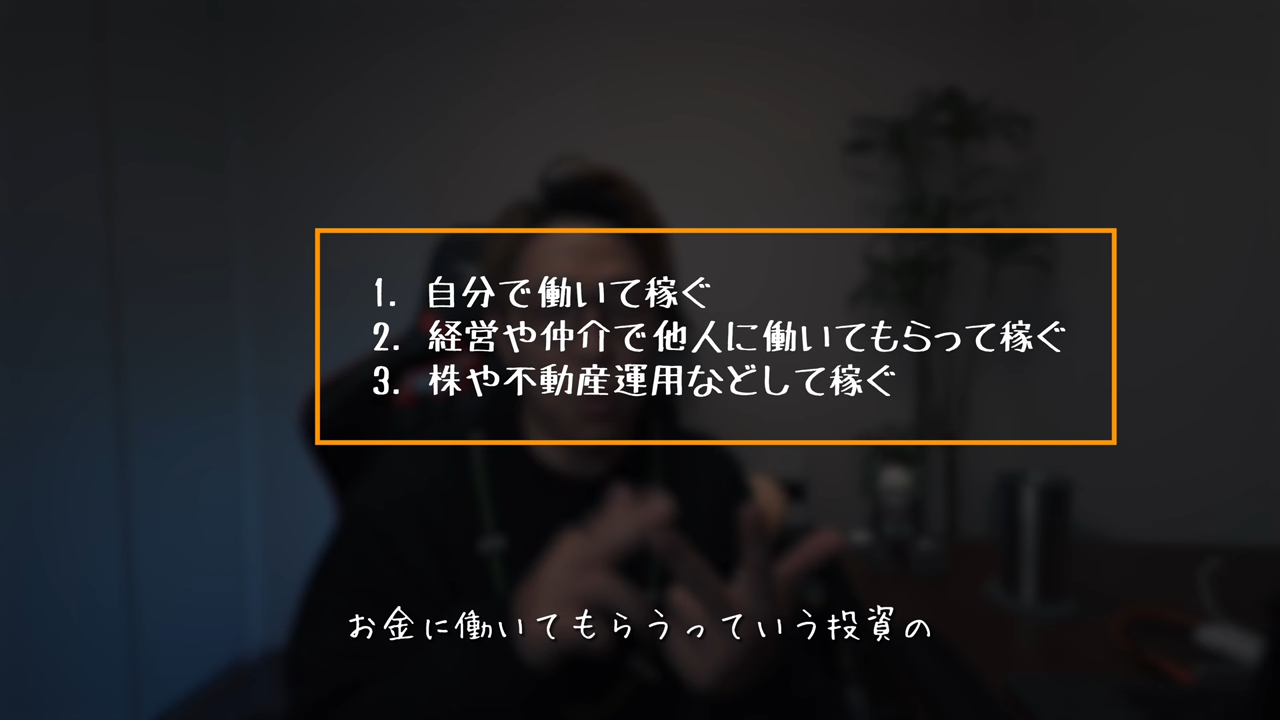 1. 自分で働いて稼ぐ
2. 経営や仲介で他人に働いてもらって稼ぐ
3. 株や不動産運用などして稼ぐ
お金に働いてもらうっていう投資の